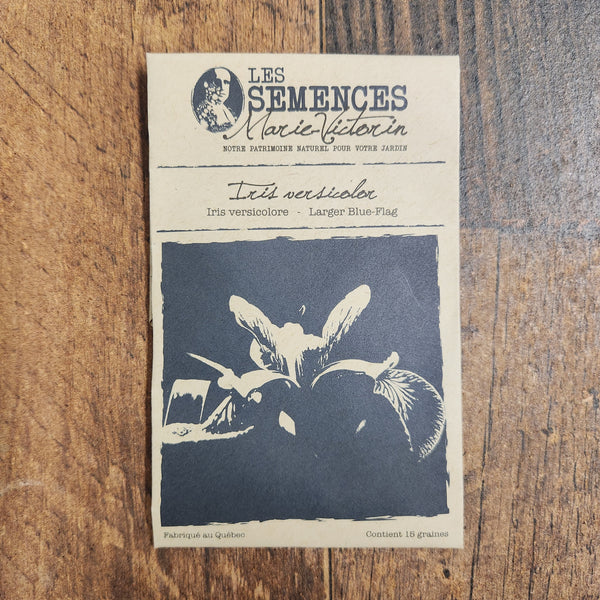 LES
SEMENCES
Marie-Victorin
NOTRE PATRIMOINE NATUREL POUR VOTRE JARDIN
Iris versicolor
Iris versicolore - Larger Blue-Flag
Fabriqué au Québec
Contient 15 graines